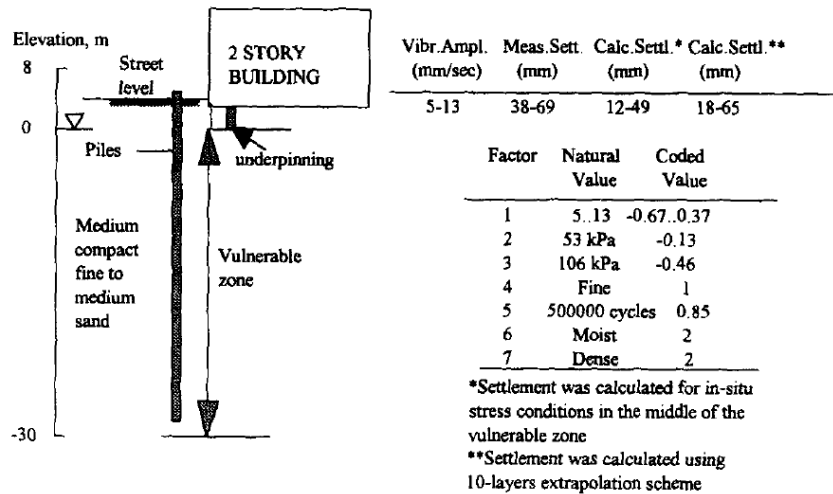 Elevation, m
8
Street
level
2 STORY
BUILDING
0
Piles
underpinning
Medium
compact
fine to
medium
sand
Vulnerable
zone
-30
Vibr.Ampl. Meas.Sett. Calc.Settl.* Calc.Settl.**
(mm/sec) (mm) (mm) (mm)
5-13 38-69 12-49 18-65
Factor Natural Coded
Value Value
1 5..13 -0.67..0.37
2 53 kPa -0.13
3 106 kPa -0.46
4 Fine 1
5 500000 cycles 0.85
6 Moist 2
7 Dense 2
*Settlement was calculated for in-situ
stress conditions in the middle of the
vulnerable zone
**Settlement was calculated using
10-layers extrapolation scheme